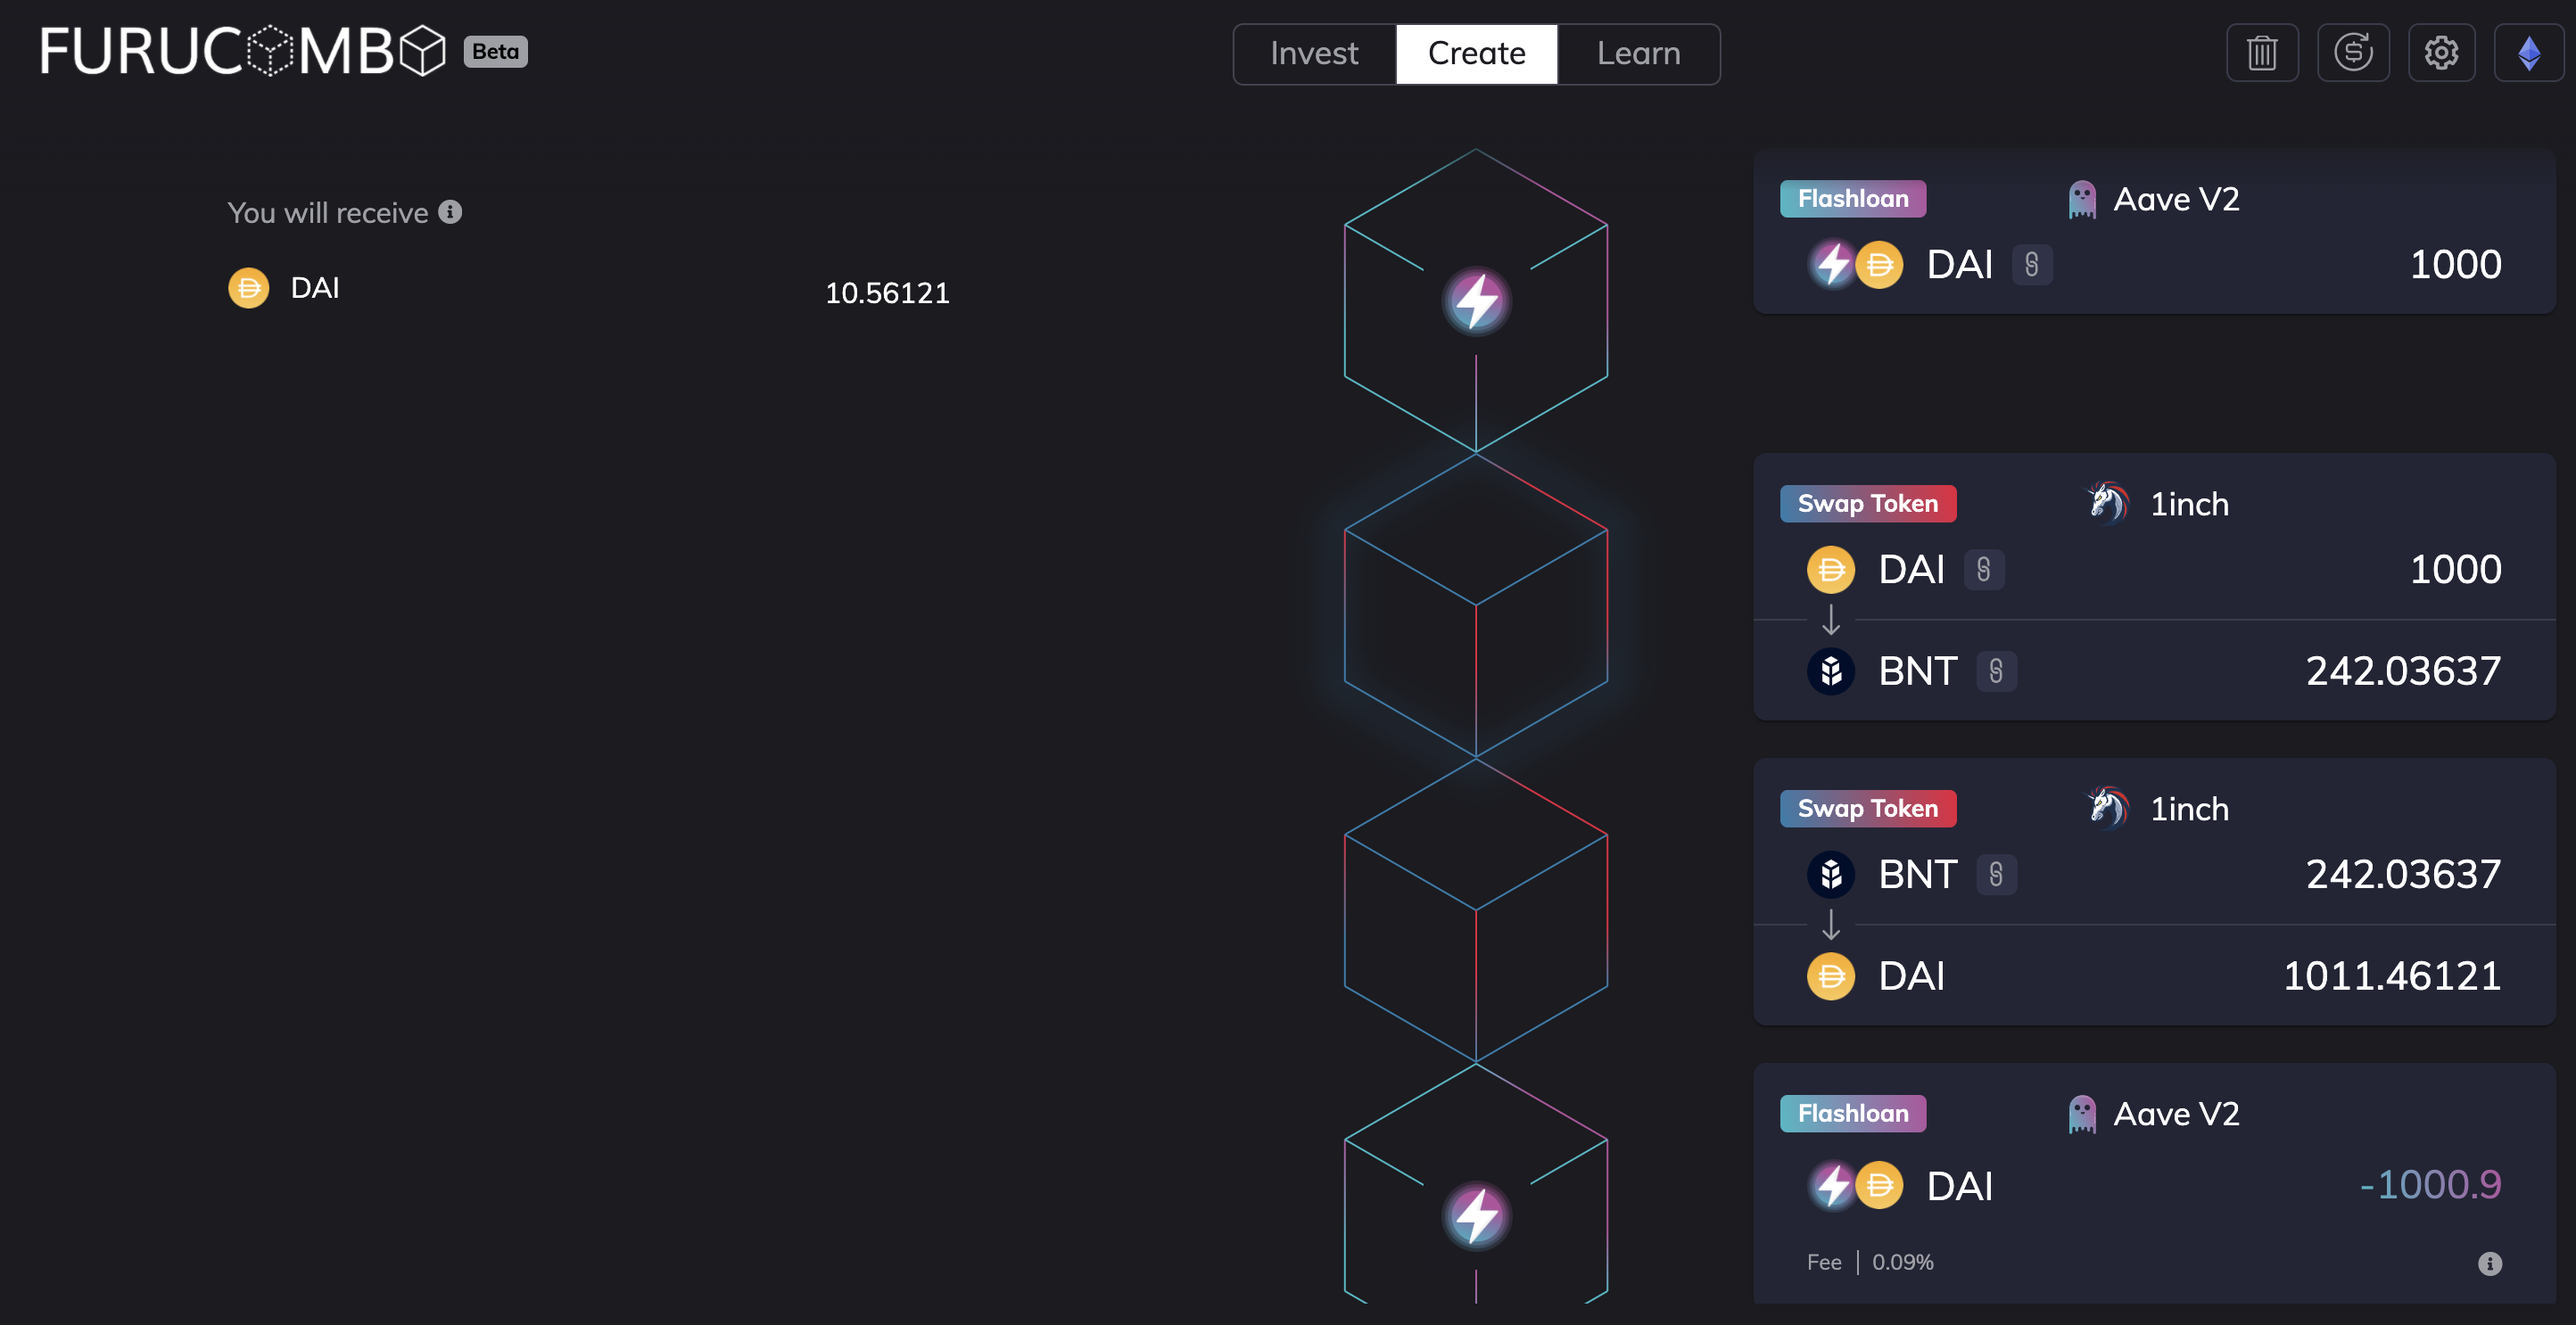 FURUCOMBO Beta
Invest Create Learn
You will receive
DAI 10.56121
Flashloan Aave V2
DAI 1000
Swap Token 1inch
DAI 1000
BNT 242.03637
Swap Token 1inch
BNT 242.03637
DAI 1011.46121
Flashloan Aave V2
DAI -1000.9
Fee | 0.09%